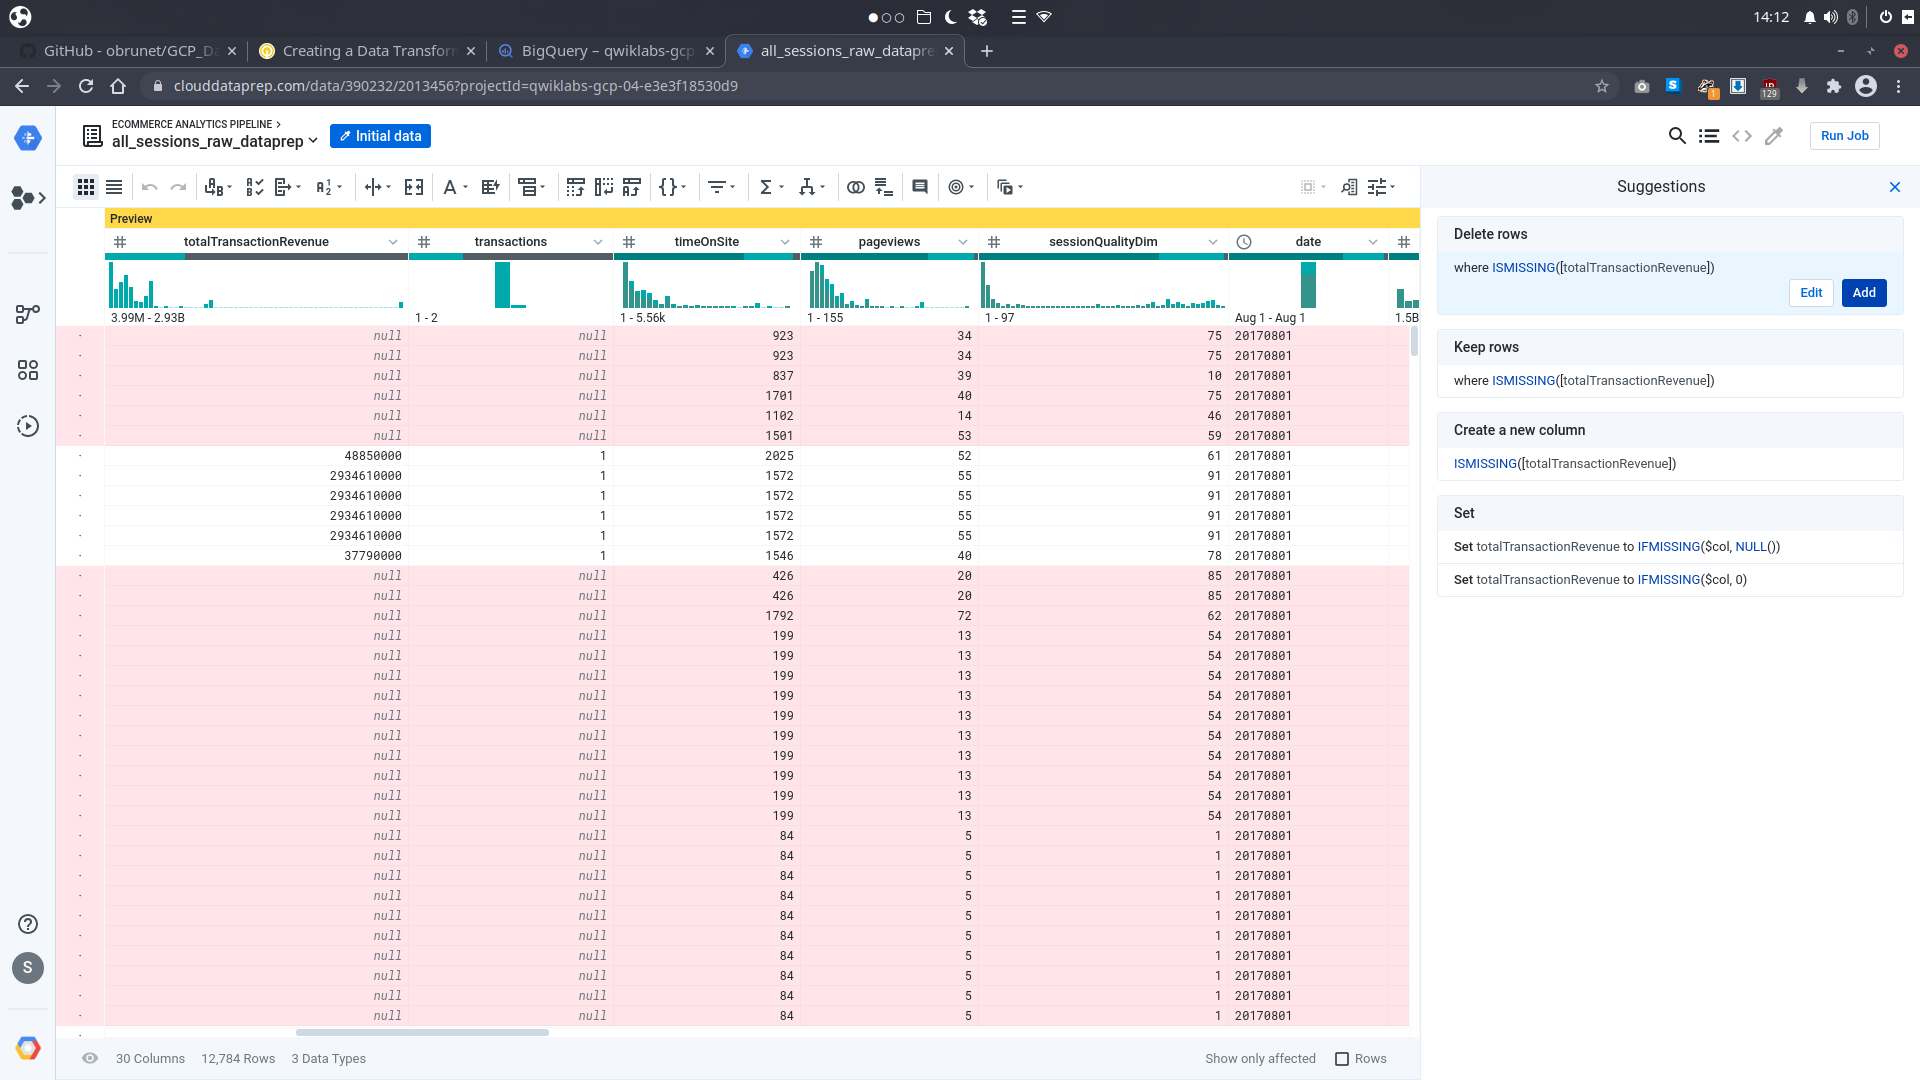 14:12
GitHub - obrunet/GCP_Da
Creating a Data Transform
BigQuery – qwiklabs-gcp
all_sessions_raw_dataprep
clouddataprep.com/data/390232/2013456?projectId=qwiklabs-gcp-04-e3e3f18530d9
1
129
ECOMMERCE ANALYTICS PIPELINE
all_sessions_raw_dataprep
Initial data
Run Job
Suggestions
Preview
totalTransactionRevenue transactions timeOnSite pageviews sessionQualityDim date
3.99M - 2.93B 1 - 2 1 - 5.56k 1 - 155 1 - 97 Aug 1 - Aug 1 1.5B
null null 923 34 75 20170801
null null 923 34 75 20170801
null null 837 39 10 20170801
null null 1701 40 75 20170801
null null 1102 14 46 20170801
null null 1501 53 59 20170801
48850000 1 2025 52 61 20170801
2934610000 1 1572 55 91 20170801
2934610000 1 1572 55 91 20170801
2934610000 1 1572 55 91 20170801
2934610000 1 1572 55 91 20170801
37790000 1 1546 40 78 20170801
null null 426 20 85 20170801
null null 426 20 85 20170801
null null 1792 72 62 20170801
null null 199 13 54 20170801
null null 199 13 54 20170801
null null 199 13 54 20170801
null null 199 13 54 20170801
null null 199 13 54 20170801
null null 199 13 54 20170801
null null 199 13 54 20170801
null null 199 13 54 20170801
null null 199 13 54 20170801
null null 199 13 54 20170801
null null 84 5 1 20170801
null null 84 5 1 20170801
null null 84 5 1 20170801
null null 84 5 1 20170801
null null 84 5 1 20170801
null null 84 5 1 20170801
null null 84 5 1 20170801
null null 84 5 1 20170801
null null 84 5 1 20170801
null null 84 5 1 20170801
Delete rows
where ISMISSING([totalTransactionRevenue])
Edit Add
Keep rows
where ISMISSING([totalTransactionRevenue])
Create a new column
ISMISSING([totalTransactionRevenue])
Set
Set totalTransactionRevenue to IFMISSING($col, NULL())
Set totalTransactionRevenue to IFMISSING($col, 0)
S
30 Columns 12,784 Rows 3 Data Types
Show only affected Rows